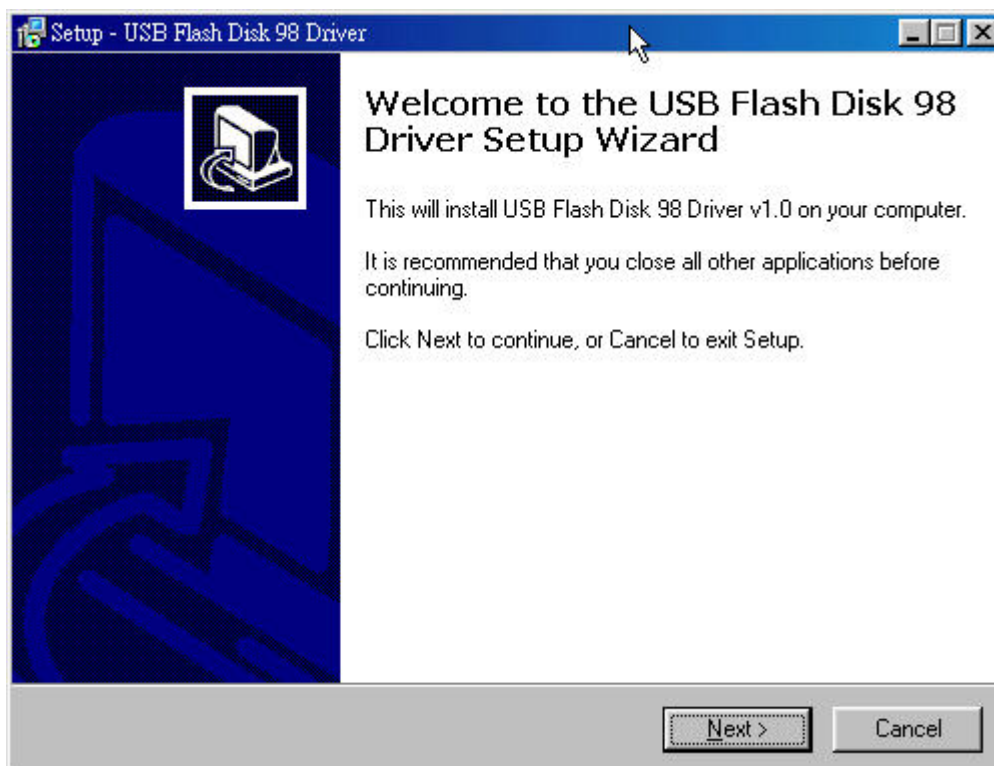 Setup - USB Flash Disk 98 Driver
Welcome to the USB Flash Disk 98
Driver Setup Wizard
This will install USB Flash Disk 98 Driver v1.0 on your computer.
It is recommended that you close all other applications before
continuing.
Click Next to continue, or Cancel to exit Setup.
Next >
Cancel